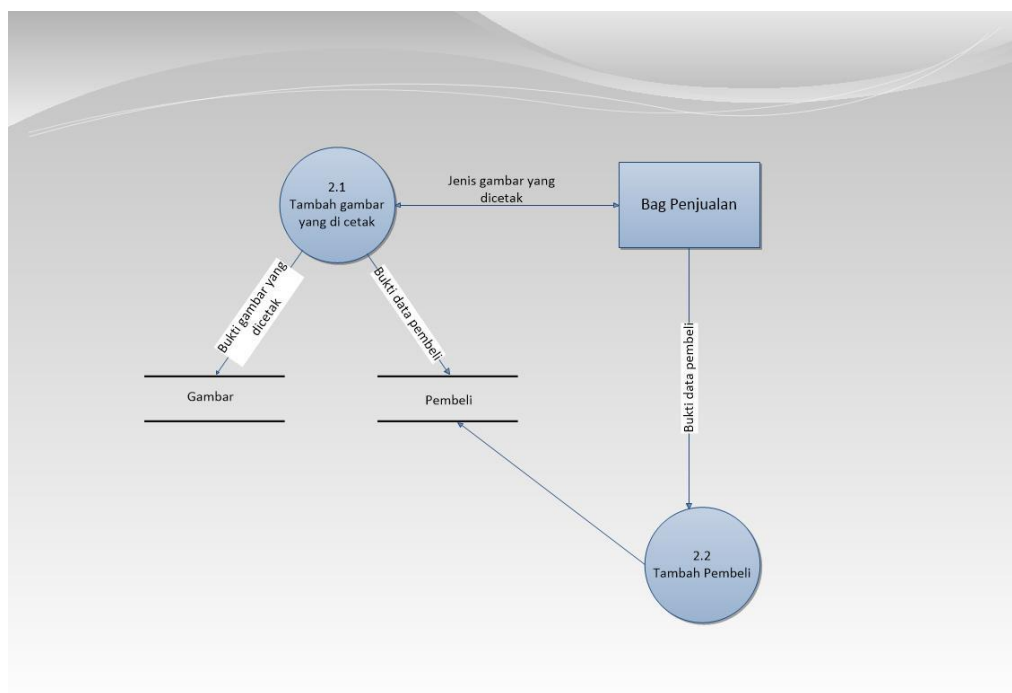 2.1
Tambah gambar
yang di cetak
Jenis gambar yang
dicetak
Bag Penjualan
Bukti gambar yang
dicetak
Bukti data pembeli
Bukti data pembeli
Gambar
Pembeli
2.2
Tambah Pembeli